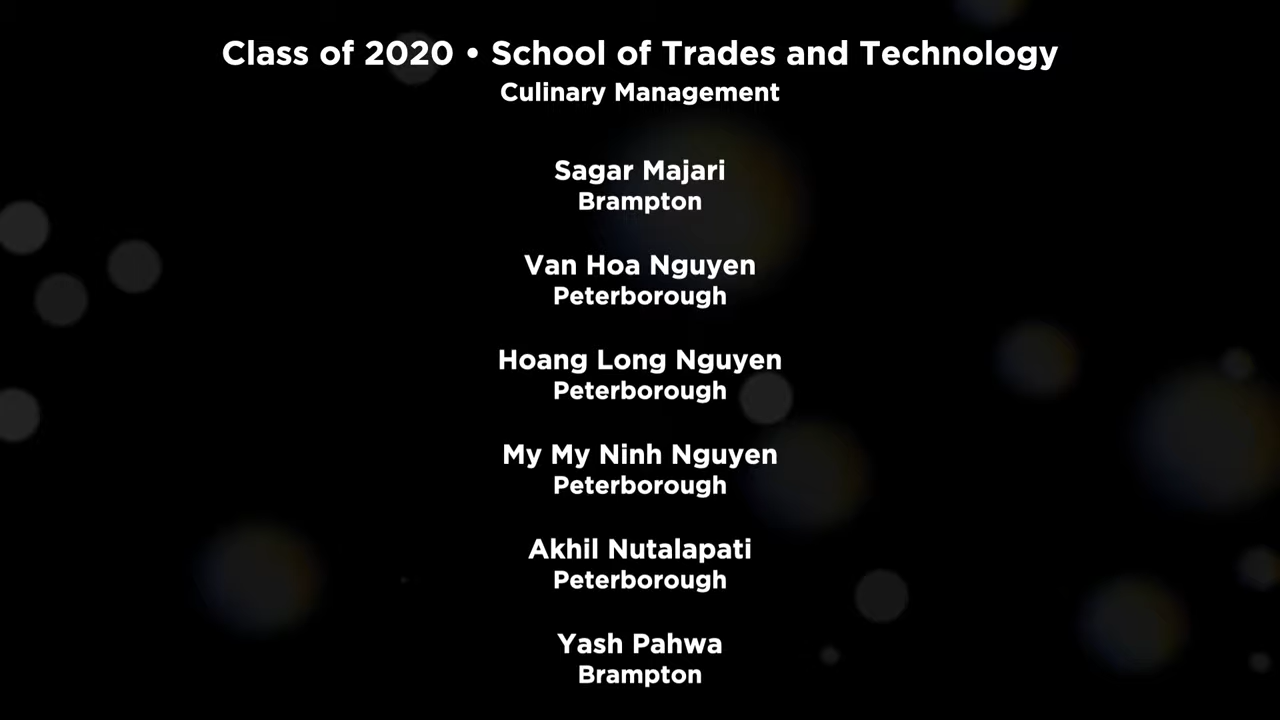 Class of 2020 • School of Trades and Technology
Culinary Management
Sagar Majari
Brampton
Van Hoa Nguyen
Peterborough
Hoang Long Nguyen
Peterborough
My My Ninh Nguyen
Peterborough
Akhil Nutalapati
Peterborough
Yash Pahwa
Brampton